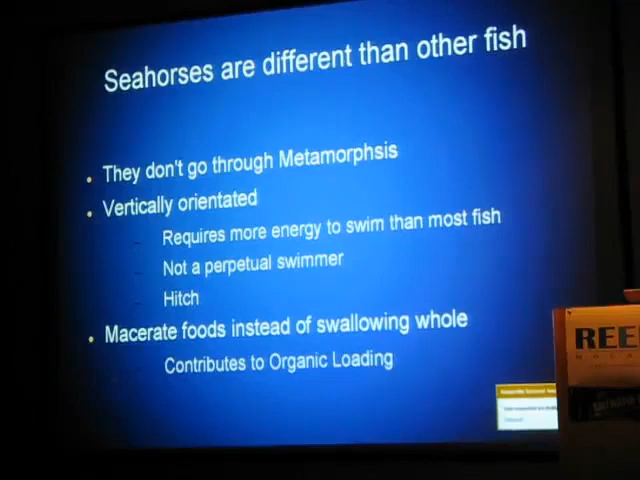 Seahorses are different than other fish
They don't go through Metamorphsis
Vertically orientated
Requires more energy to swim than most fish
Not a perpetual swimmer
Hitch
Macerate foods instead of swallowing whole
Contributes to Organic Loading